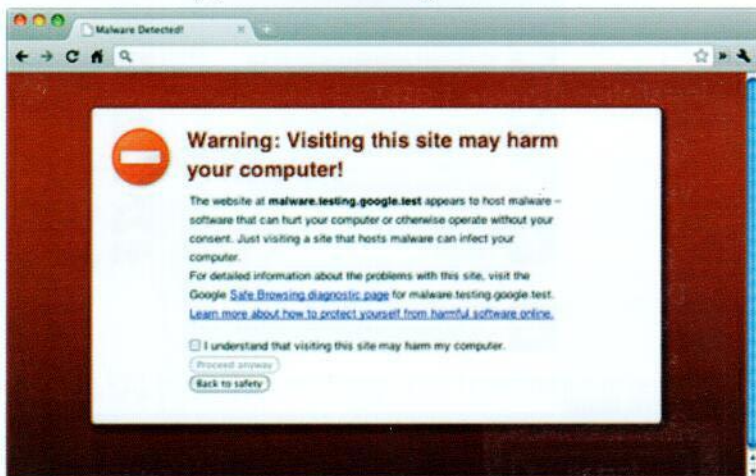 Malware Detected!
Warning: Visiting this site may harm
your computer!
The website at malware.testing.google.test appears to host malware –
software that can hurt your computer or otherwise operate without your
consent. Just visiting a site that hosts malware can infect your
computer.
For detailed information about the problems with this site, visit the
Google Safe Browsing diagnostic page for malware.testing.google.test.
Learn more about how to protect yourself from harmful software online.
I understand that visiting this site may harm my computer.
Proceed anyway
Back to safety